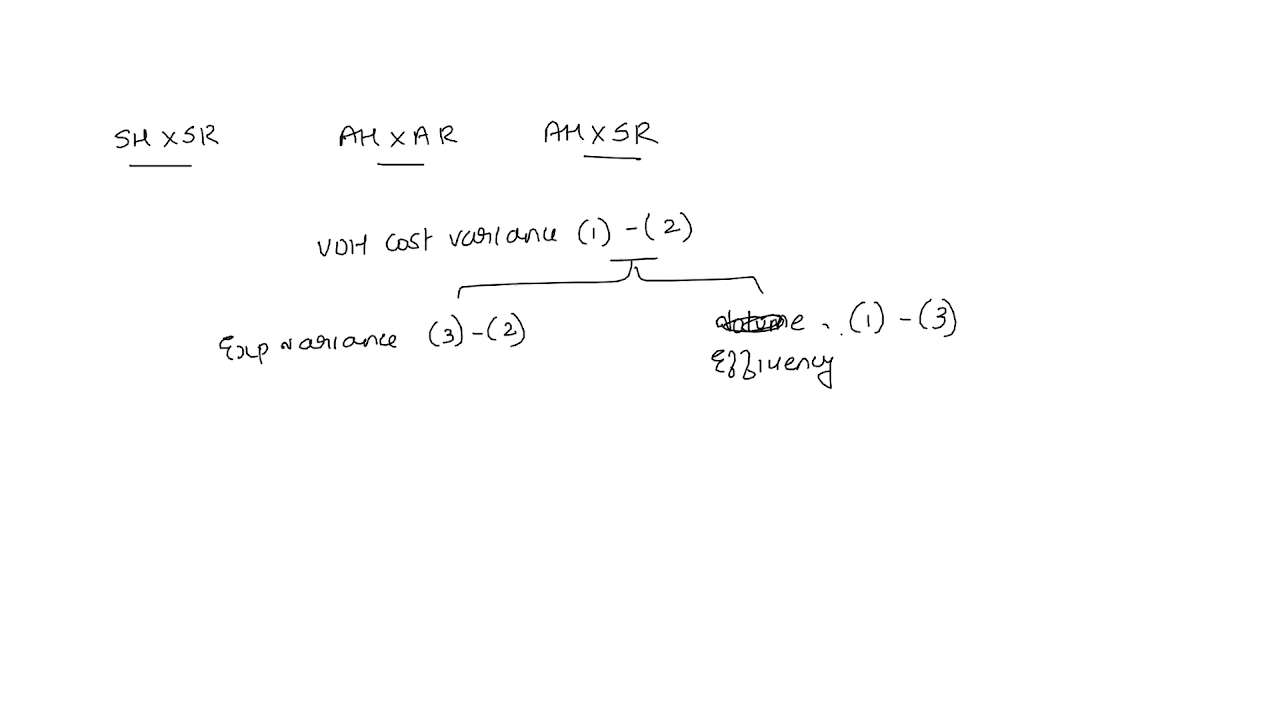 SH X SR AH X AR AH X SR
VOH cost variance (1) - (2)
Exp variance (3) - (2) (1) - (3)
Efficiency